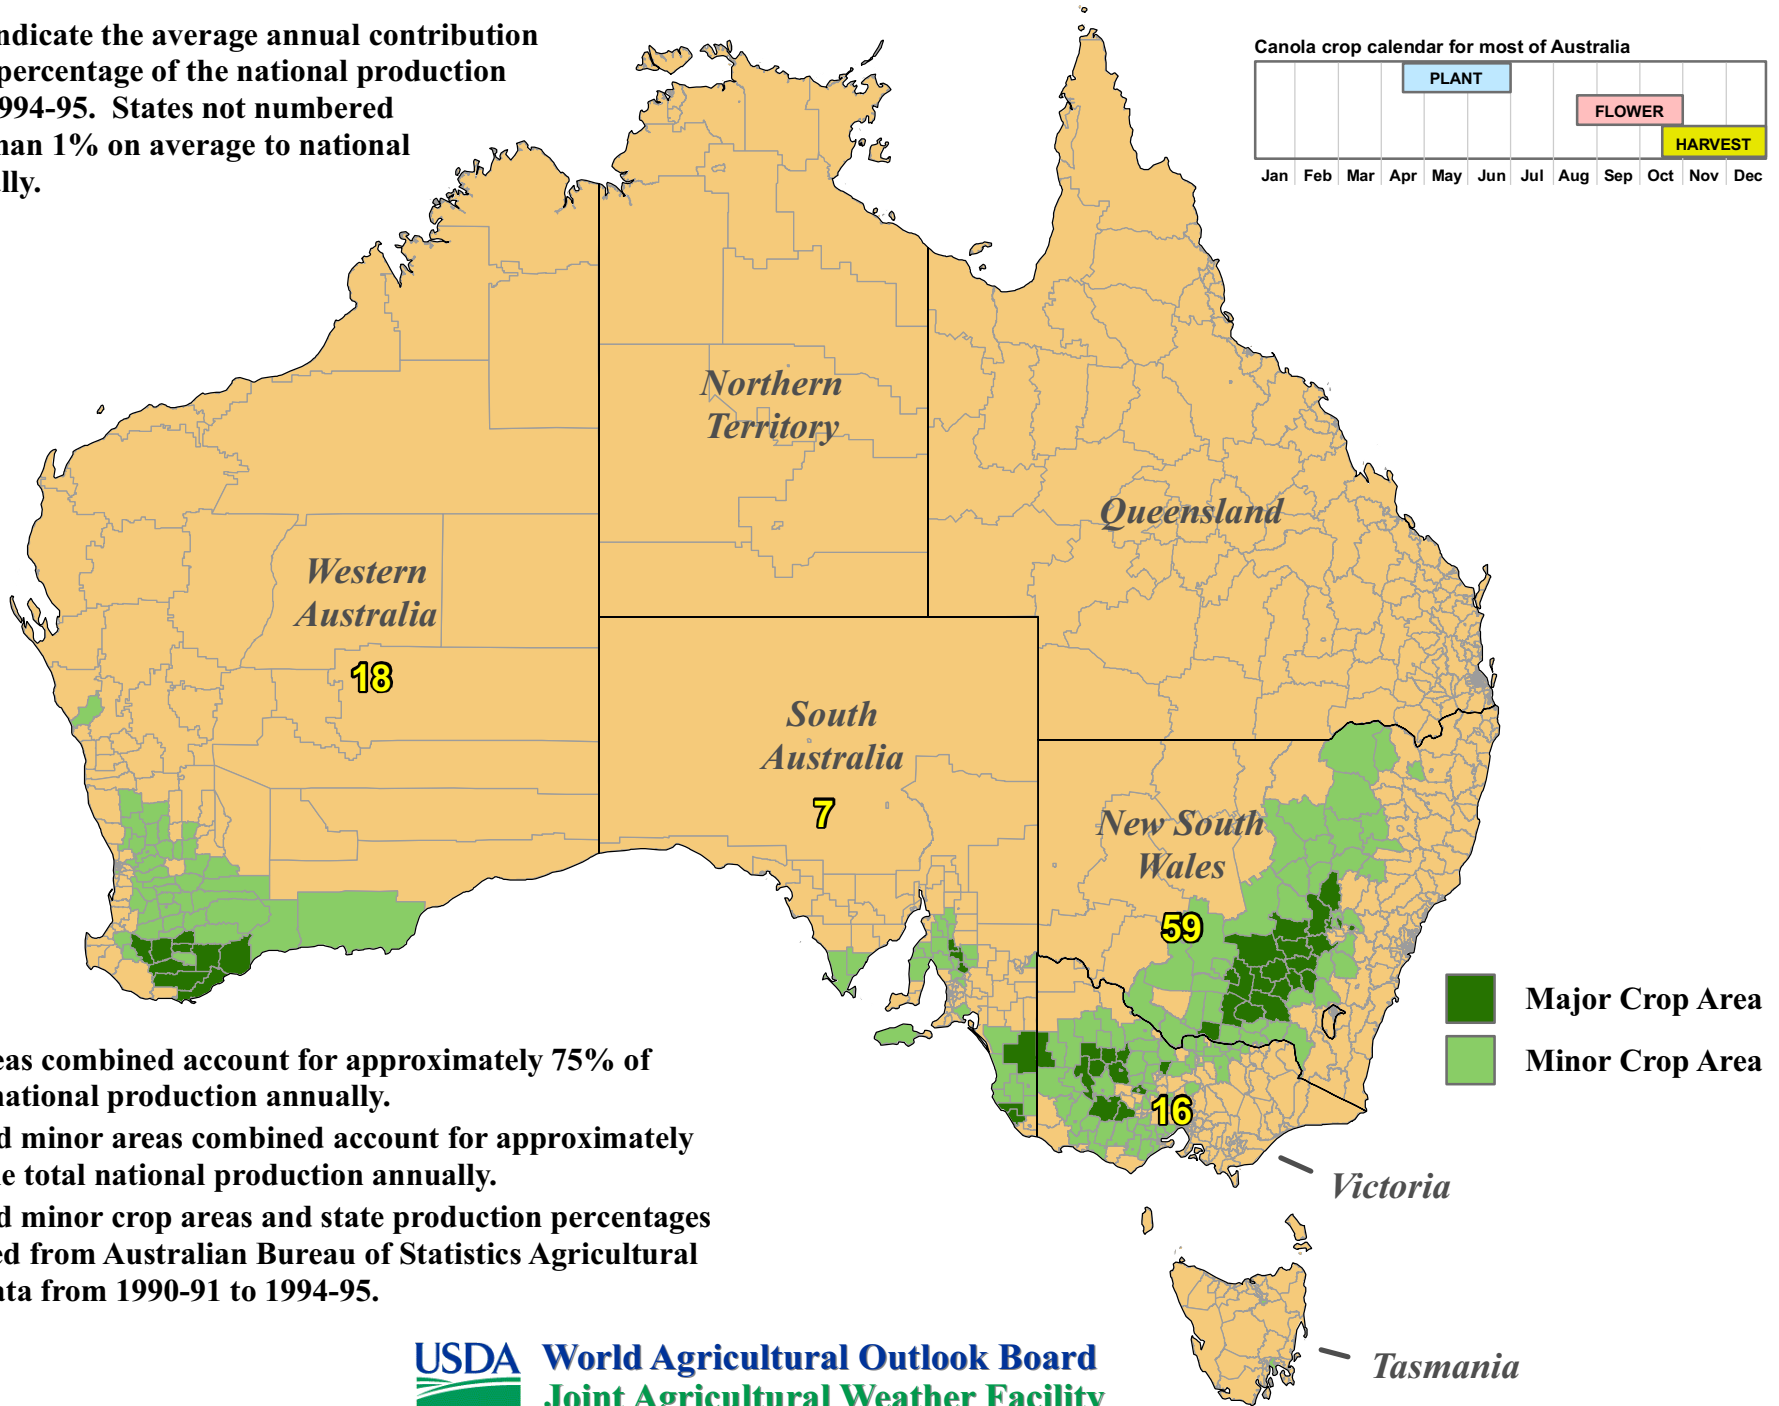 ndicate the average annual contribution
percentage of the national production
994-95. States not numbered
han 1% on average to national
lly.
Canola crop calendar for most of Australia
PLANT
FLOWER
HARVEST
Jan Feb Mar Apr May Jun Jul Aug Sep Oct Nov Dec
Northern
Territory
Queensland
Western
Australia
18
South
Australia
7
New South
Wales
59
16
Major Crop Area
Minor Crop Area
Victoria
Tasmania
eas combined account for approximately 75% of
national production annually.
d minor areas combined account for approximately
e total national production annually.
d minor crop areas and state production percentages
ed from Australian Bureau of Statistics Agricultural
ata from 1990-91 to 1994-95.
USDA World Agricultural Outlook Board
Joint Agricultural Weather Facility